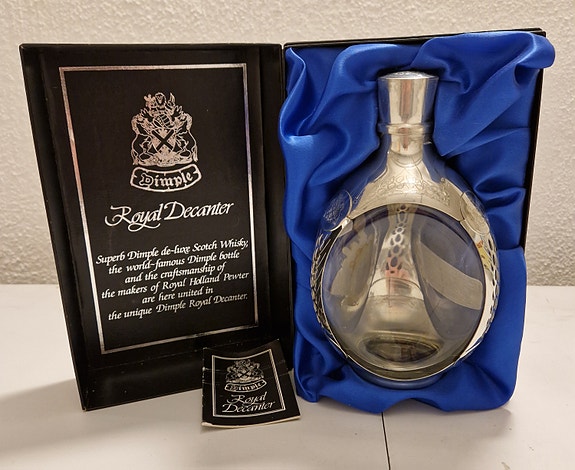 Dimple
Royal Decanter
Superb Dimple de-luxe Scotch Whisky,
the world-famous Dimple bottle
and the craftsmanship of
the makers of Royal Holland Pewter
are here united in
the unique Dimple Royal Decanter.
Dimple
Royal
Decanter